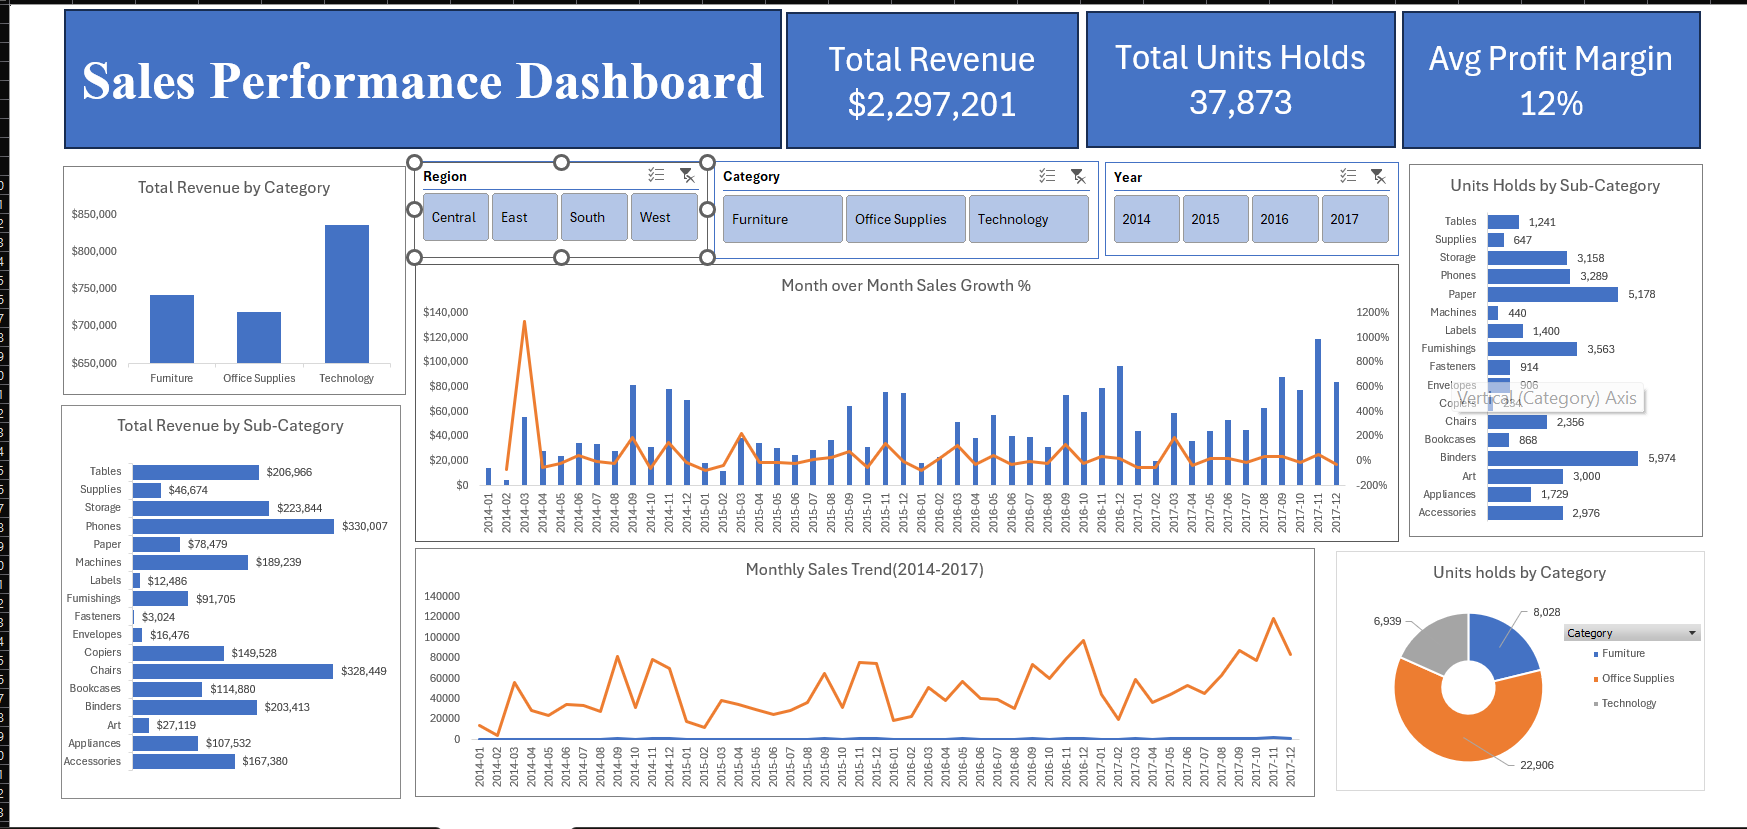 Sales Performance Dashboard
Total Revenue
$2,297,201
Total Units Holds
37,873
Avg Profit Margin
12%
Total Revenue by Category
$850,000
$800,000
$750,000
$700,000
$650,000
Furniture Office Supplies Technology
Region
Central East South West
Category
Furniture Office Supplies Technology
Year
2014 2015 2016 2017
Units Holds by Sub-Category
Tables 1,241
Supplies 647
Storage 3,158
Phones 3,289
Paper 5,178
Machines 440
Labels 1,400
Furnishings 3,563
Fasteners 914
Envelopes 906
Copiers 234
Vertical (Category) Axis
Chairs 2,356
Bookcases 868
Binders 5,974
Art 3,000
Appliances 1,729
Accessories 2,976
Month over Month Sales Growth %
$140,000 1200%
$120,000 1000%
$100,000 800%
$80,000 600%
$60,000 400%
$40,000 200%
$20,000 0%
$0 -200%
2014-01 2014-02 2014-03 2014-04 2014-05 2014-06 2014-07 2014-08 2014-09 2014-10 2014-11 2014-12 2015-01 2015-02 2015-03 2015-04 2015-05 2015-06 2015-07 2015-08 2015-09 2015-10 2015-11 2015-12 2016-01 2016-02 2016-03 2016-04 2016-05 2016-06 2016-07 2016-08 2016-09 2016-10 2016-11 2016-12 2017-01 2017-02 2017-03 2017-04 2017-05 2017-06 2017-07 2017-08 2017-09 2017-10 2017-11 2017-12
Total Revenue by Sub-Category
Tables $206,966
Supplies $46,674
Storage $223,844
Phones $330,007
Paper $78,479
Machines $189,239
Labels $12,486
Furnishings $91,705
Fasteners $3,024
Envelopes $16,476
Copiers $149,528
Chairs $328,449
Bookcases $114,880
Binders $203,413
Art $27,119
Appliances $107,532
Accessories $167,380
Monthly Sales Trend(2014-2017)
140000
120000
100000
80000
60000
40000
20000
0
2014-01 2014-02 2014-03 2014-04 2014-05 2014-06 2014-07 2014-08 2014-09 2014-10 2014-11 2014-12 2015-01 2015-02 2015-03 2015-04 2015-05 2015-06 2015-07 2015-08 2015-09 2015-10 2015-11 2015-12 2016-01 2016-02 2016-03 2016-04 2016-05 2016-06 2016-07 2016-08 2016-09 2016-10 2016-11 2016-12 2017-01 2017-02 2017-03 2017-04 2017-05 2017-06 2017-07 2017-08 2017-09 2017-10 2017-11 2017-12
Units holds by Category
8,028
6,939
22,906
Category
Furniture
Office Supplies
Technology